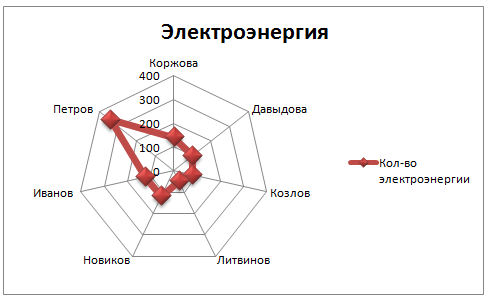 Электроэнергия
Коржова
400
300
200
100
0
Петров
Давыдова
Иванов
Козлов
Новиков
Литвинов
Кол-во
электроэнергии